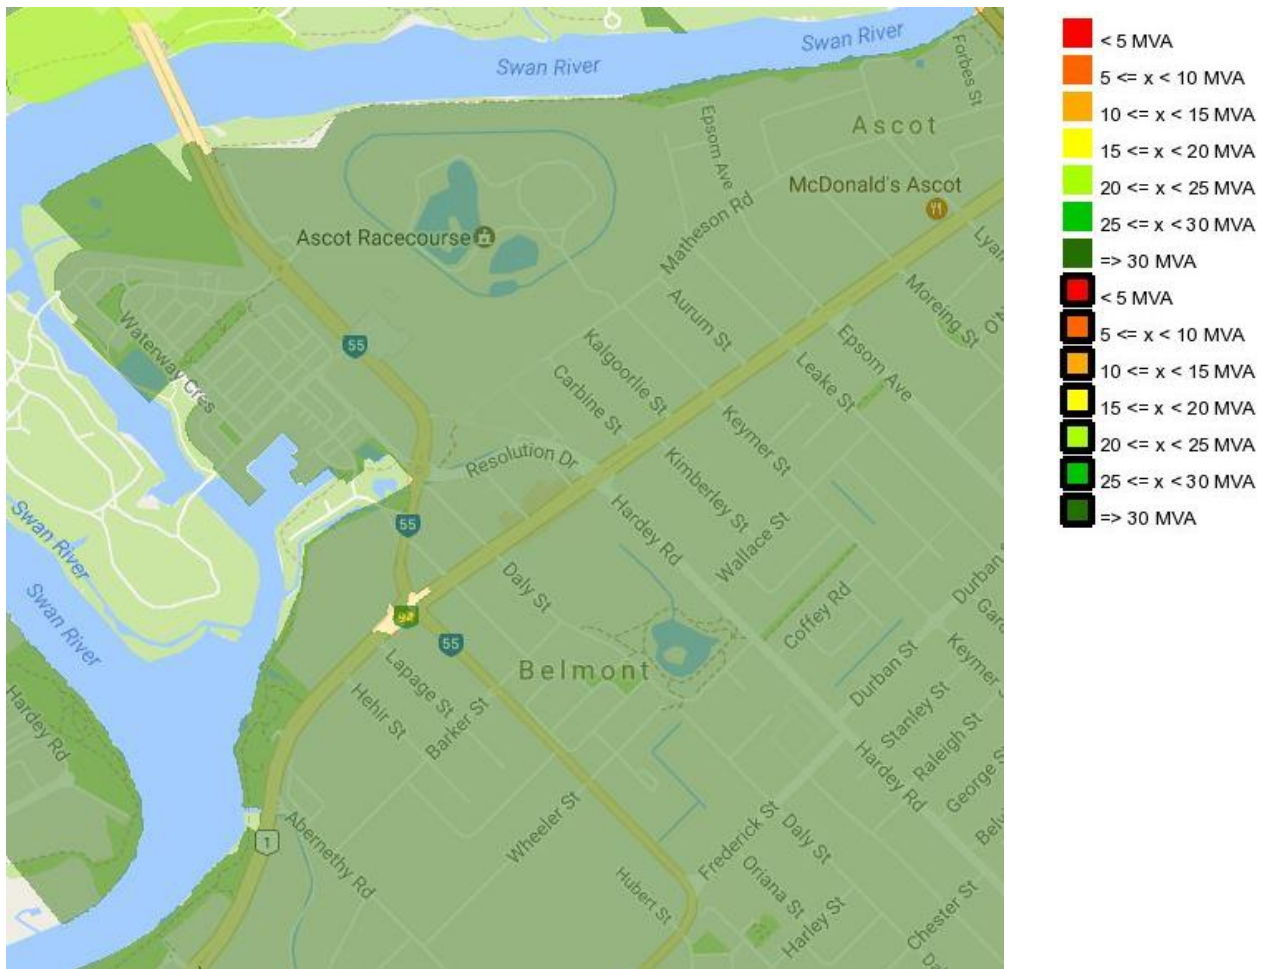 Swan River
Swan River
Forbes St
Epsom Ave
Ascot
McDonald's Ascot
Matheson Rd
Ascot Racecourse
Moreing St
Aurum St
Epsom Ave
Waterway Cres
55
Kalgoorlie St
Leake St
Carbine St
Keymer St
Resolution Dr
Kimberley St
Hardey Rd
Wallace St
Swan River
55
Daly St
Durban
Coffey Rd
Swan River
94
55
Belmont
Durban St
Keymer
Lapage St
Hehir St
Barker St
Stanley St
Raleigh St
Hardey Rd
Hardey Rd
George S
1
Abernethy Rd
Wheeler St
Frederick St
Daly St
Oriana St
Hubert St
Harley St
Chester St
< 5 MVA
5 <= x < 10 MVA
10 <= x < 15 MVA
15 <= x < 20 MVA
20 <= x < 25 MVA
25 <= x < 30 MVA
=> 30 MVA
< 5 MVA
5 <= x < 10 MVA
10 <= x < 15 MVA
15 <= x < 20 MVA
20 <= x < 25 MVA
25 <= x < 30 MVA
=> 30 MVA